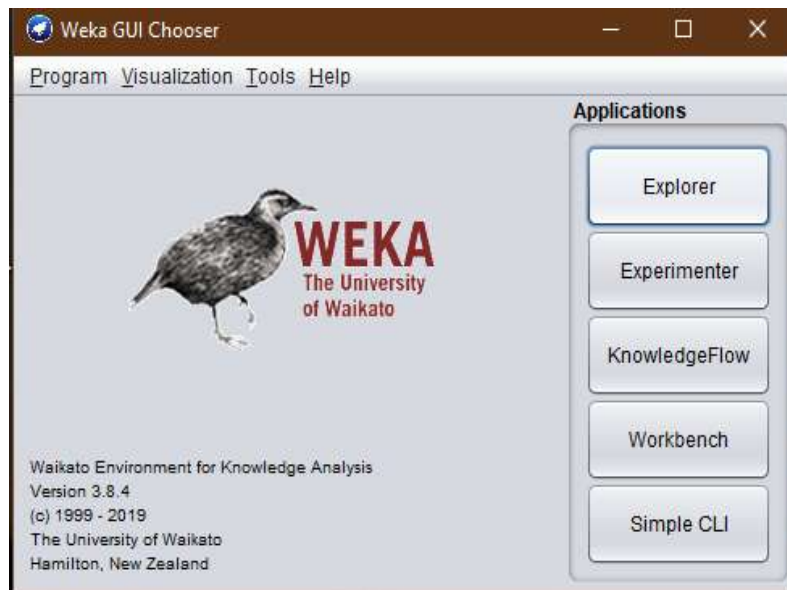 Weka GUI Chooser
Program Visualization Tools Help
Applications
Explorer
Experimenter
KnowledgeFlow
Workbench
Simple CLI
WEKA
The University
of Waikato
Waikato Environment for Knowledge Analysis
Version 3.8.4
(c) 1999 - 2019
The University of Waikato
Hamilton, New Zealand